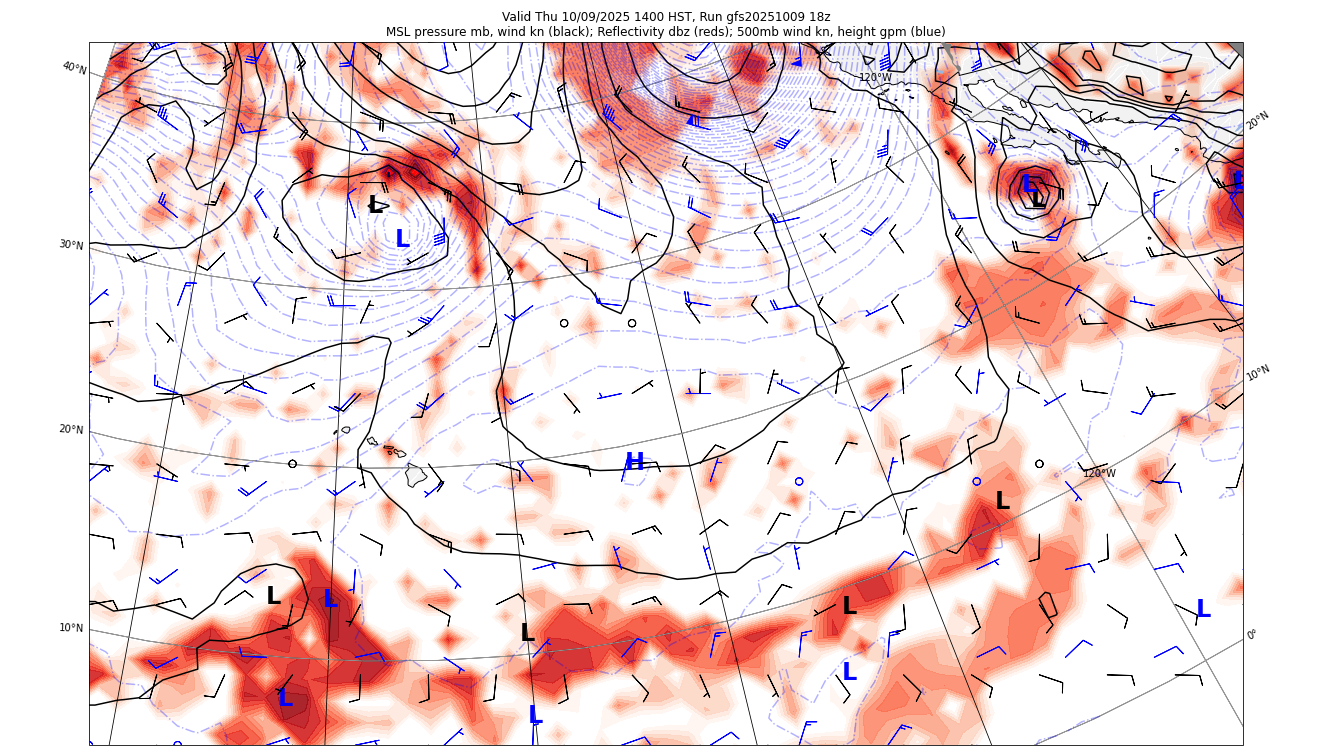 Valid Thu 10/09/2025 1400 HST, Run gfs20251009 18z
MSL pressure mb, wind kn (black); Reflectivity dbz (reds); 500mb wind kn, height gpm (blue)
40°N
120°W
20°N
L
L
L
L
L
30°N
L
10°N
20°N
H
120°W
L
L
L
L
L
10°N
L
0°
L
L
L